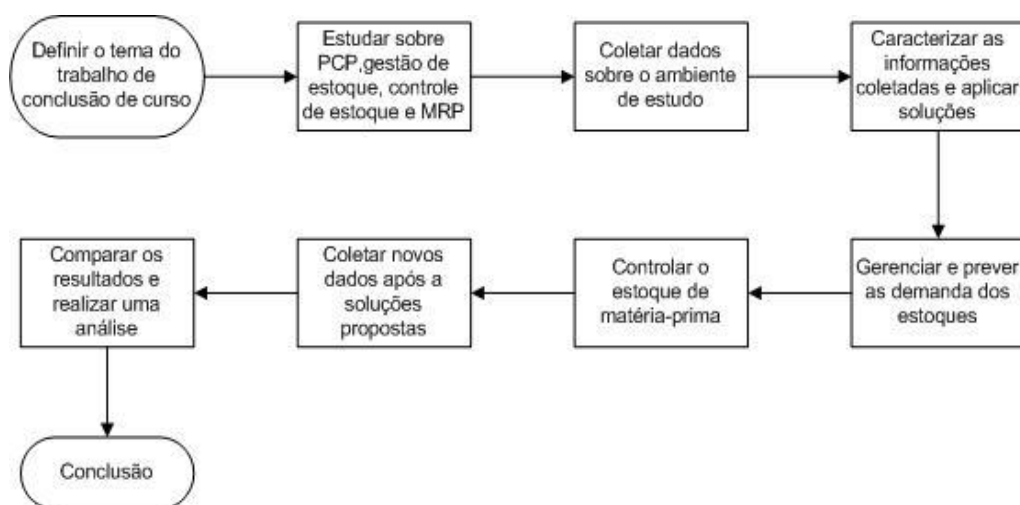 Definir o tema do
trabalho de
conclusão de curso
Estudar sobre
PCP,gestão de
estoque, controle
de estoque e MRP
Coletar dados
sobre o ambiente
de estudo
Caracterizar as
informações
coletadas e aplicar
soluções
Gerenciar e prever
as demanda dos
estoques
Controlar o
estoque de
matéria-prima
Coletar novos
dados após a
soluções
propostas
Comparar os
resultados e
realizar uma
análise
Conclusão